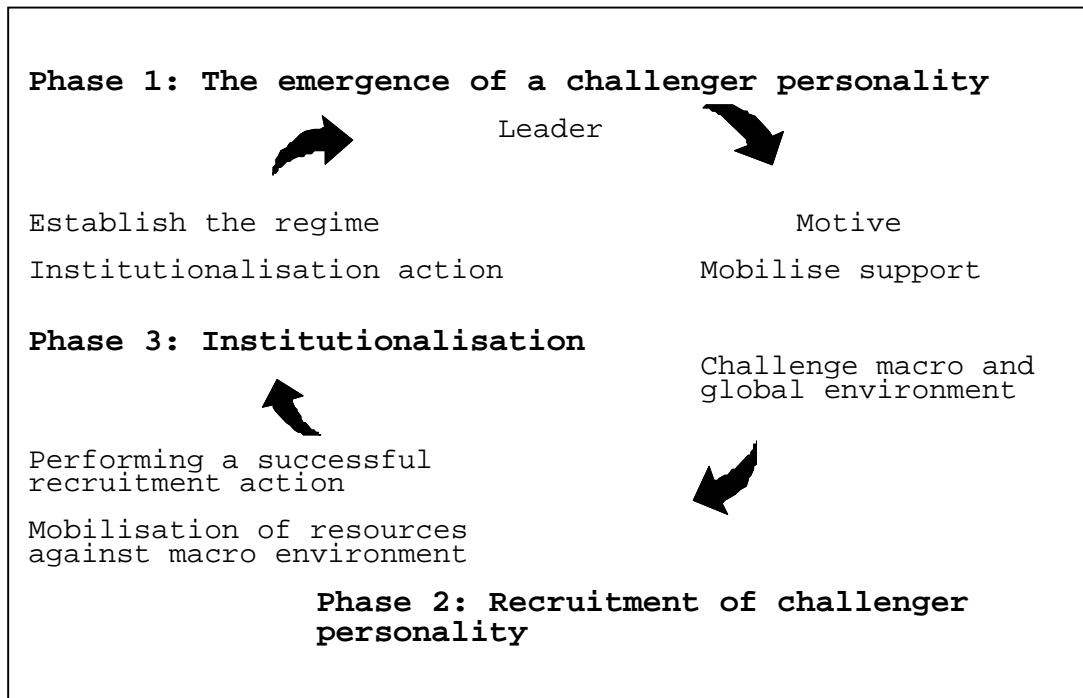 Phase 1: The emergence of a challenger personality
Leader
Establish the regime
Motive
Institutionalisation action
Mobilise support
Phase 3: Institutionalisation
Challenge macro and
global environment
Performing a successful
recruitment action
Mobilisation of resources
against macro environment
Phase 2: Recruitment of challenger
personality